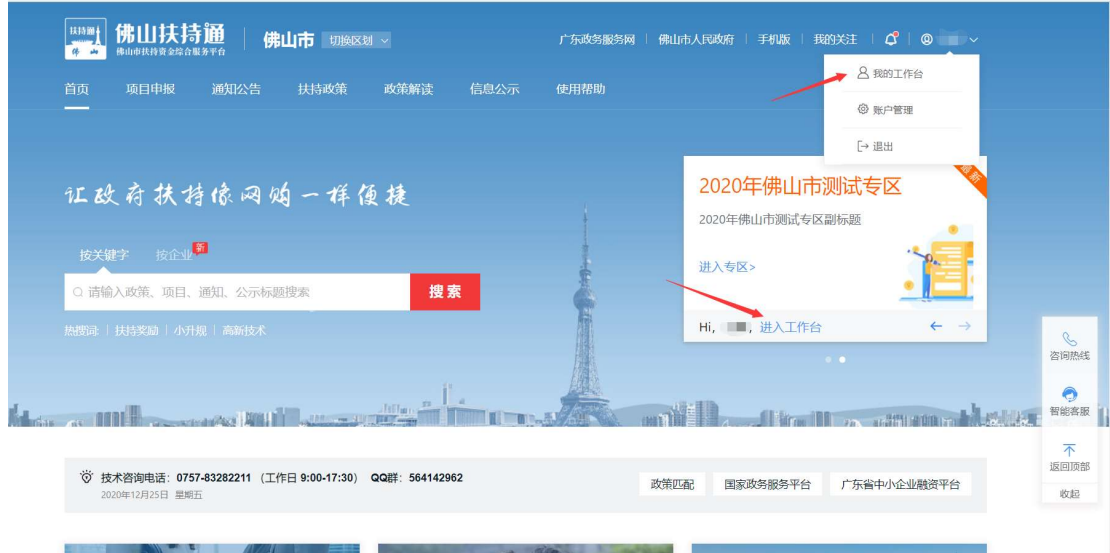 扶持通
佛山
佛山扶持通
佛山市扶持资金综合服务平台
佛山市 切换区划
广东政务服务网 佛山市人民政府 手机版 我的关注
首页 项目申报 通知公告 扶持政策 政策解读 信息公示 使用帮助
我的工作台
账户管理
退出
让政府扶持像网购一样便捷
最新
2020年佛山市测试专区
2020年佛山市测试专区副标题
进入专区>
Hi, , 进入工作台
按关键字 按企业 新
请输入政策、项目、通知、公示标题搜索 搜索
热搜词: 扶持奖励 小升规 高新技术
咨询热线
智能客服
返回顶部
收起
技术咨询电话: 0757-83282211 (工作日 9:00-17:30) QQ群: 564142962
2020年12月25日 星期五
政策匹配 国家政务服务平台 广东省中小企业融资平台